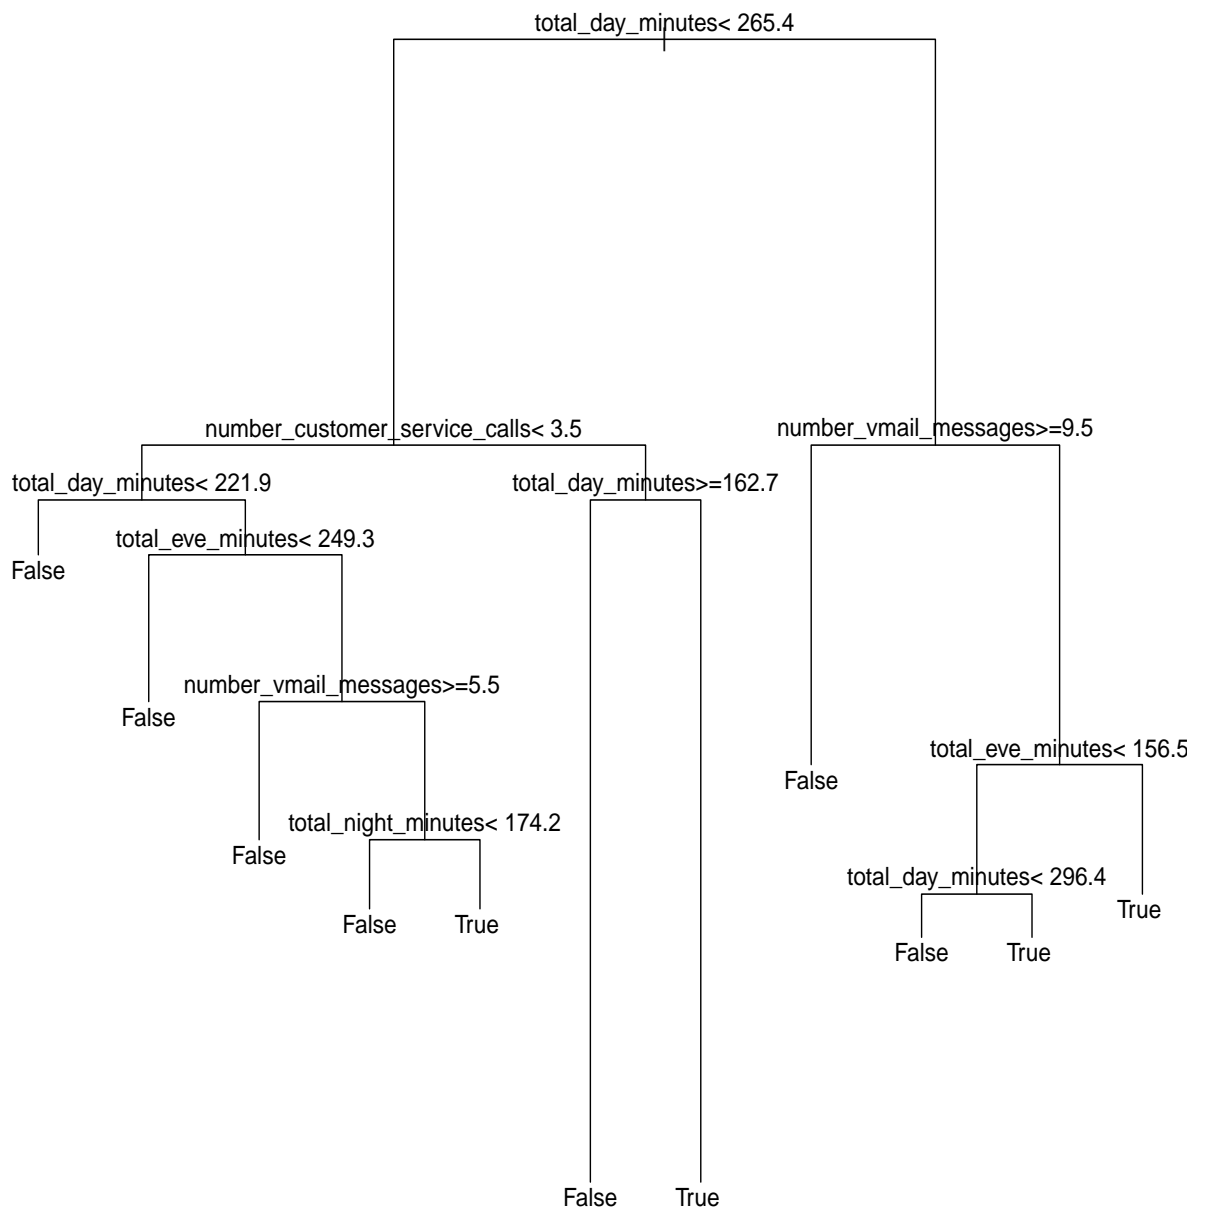 total_day_minutes< 265.4
number_customer_service_calls< 3.5
number_vmail_messages>=9.5
total_day_minutes< 221.9
total_day_minutes>=162.7
total_eve_minutes< 249.3
False
number_vmail_messages>=5.5
False
total_eve_minutes< 156.5
False
total_night_minutes< 174.2
False
total_day_minutes< 296.4
True
False
True
False
True
False
True